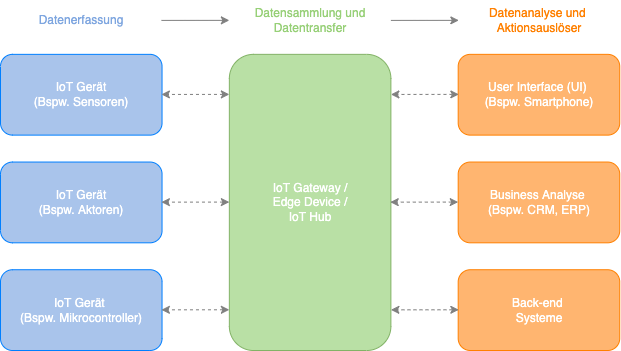 Datenerfassung
Datensammlung und
Datentransfer
Datenanalyse und
Aktionsauslöser
IoT Gerät
(Bspw. Sensoren)
IoT Gerät
(Bspw. Aktoren)
IoT Gerät
(Bspw. Mikrocontroller)
IoT Gateway /
Edge Device /
IoT Hub
User Interface (UI)
(Bspw. Smartphone)
Business Analyse
(Bspw. CRM, ERP)
Back-end
Systeme